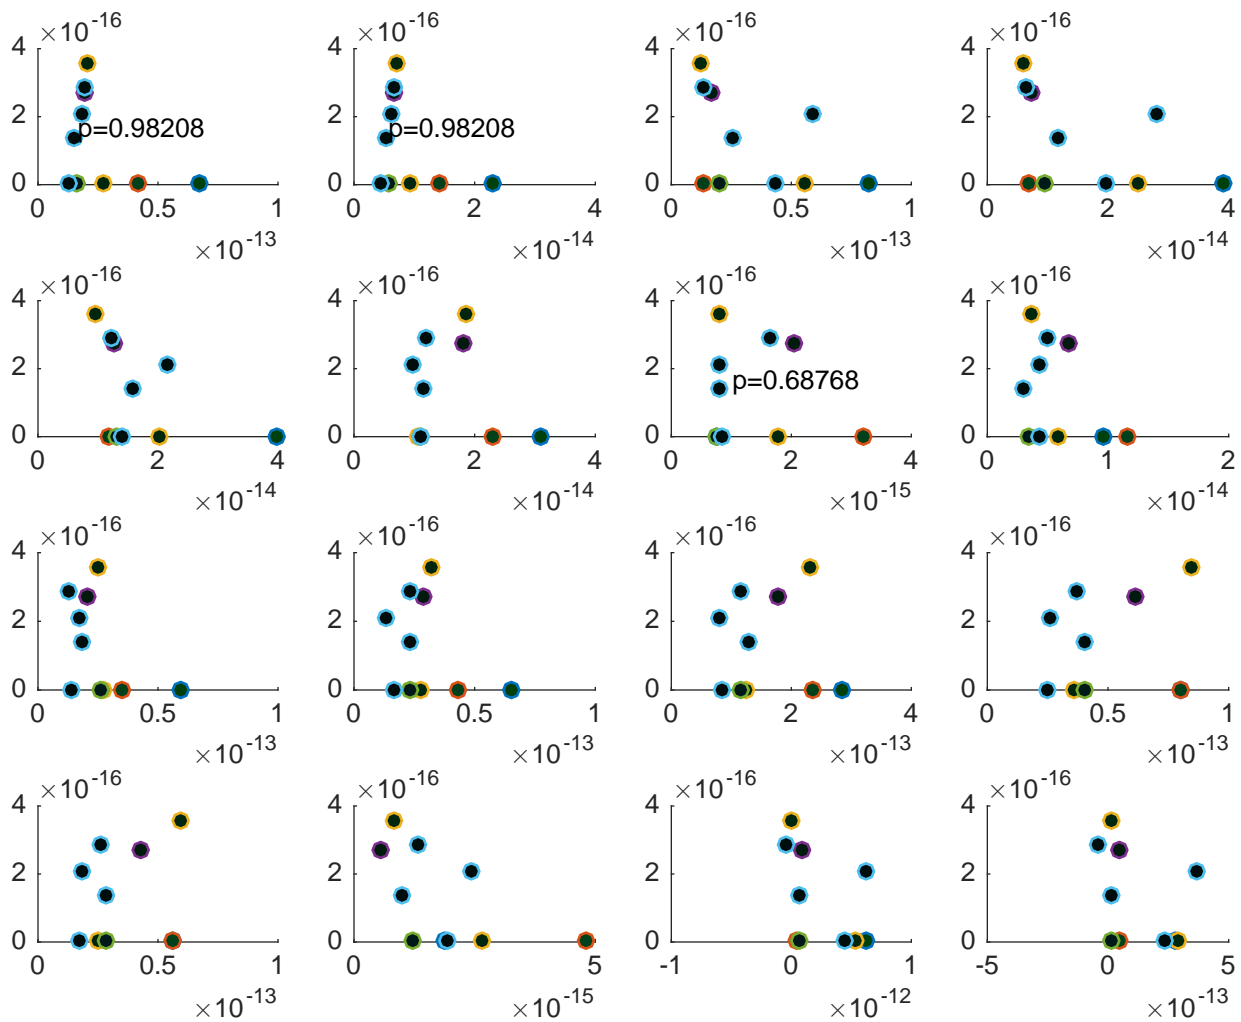 ×10-16 ×10-16 ×10-16 ×10-16
4 4 4 4
2 2 2 2
p=0.98208 p=0.98208
0 0 0 0
0 0.5 1 0 2 4 0 0.5 1 0 2 4
×10-13 ×10-14 ×10-13 ×10-14
×10-16 ×10-16 ×10-16 ×10-16
4 4 4 4
2 2 2 2
p=0.68768
0 0 0 0
0 2 4 0 2 4 0 2 4 0 1 2
×10-14 ×10-14 ×10-15 ×10-14
×10-16 ×10-16 ×10-16 ×10-16
4 4 4 4
2 2 2 2
0 0 0 0
0 0.5 1 0 0.5 1 0 2 4 0 0.5 1
×10-13 ×10-13 ×10-13 ×10-13
×10-16 ×10-16 ×10-16 ×10-16
4 4 4 4
2 2 2 2
0 0 0 0
0 0.5 1 0 5 -1 0 1 -5 0 5
×10-13 ×10-15 ×10-12 ×10-13